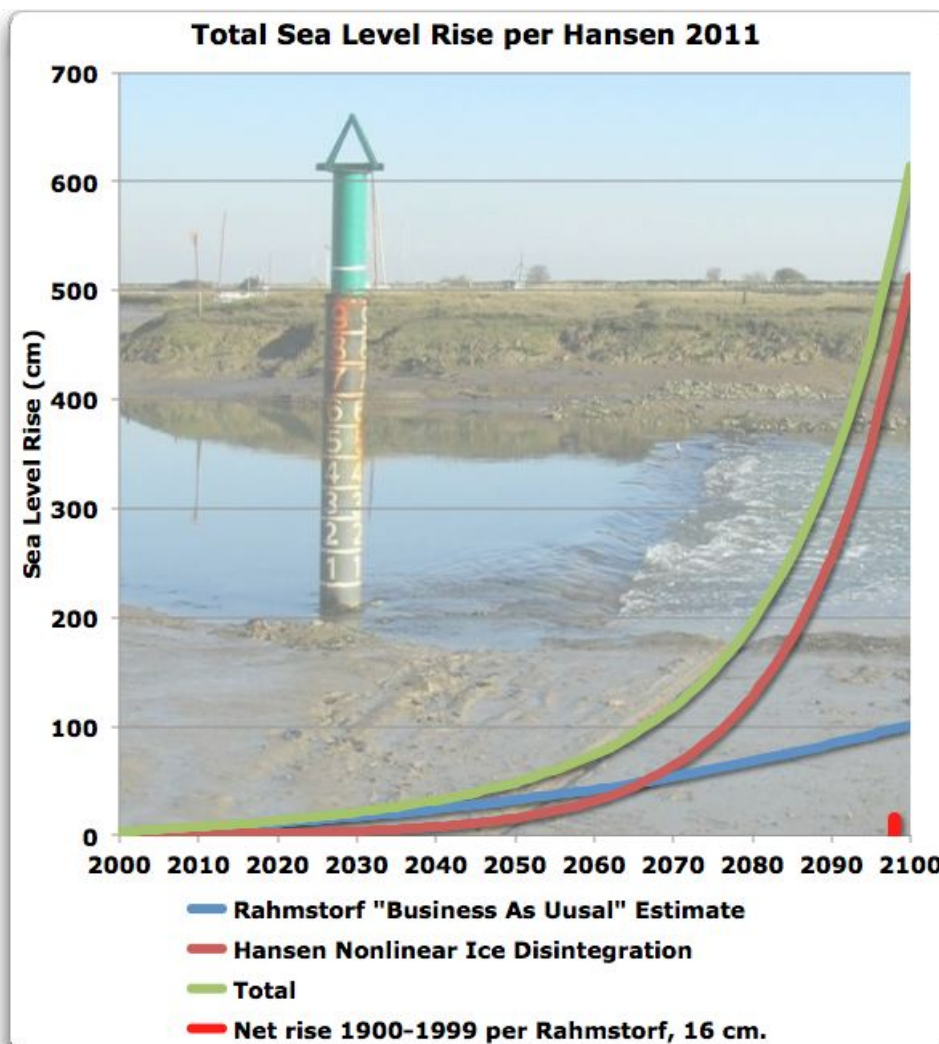 Total Sea Level Rise per Hansen 2011
700
600
500
400
300
200
100
0
Sea Level Rise (cm)
2000 2010 2020 2030 2040 2050 2060 2070 2080 2090 2100
Rahmstorf "Business As Uusal" Estimate
Hansen Nonlinear Ice Disintegration
Total
Net rise 1900-1999 per Rahmstorf, 16 cm.